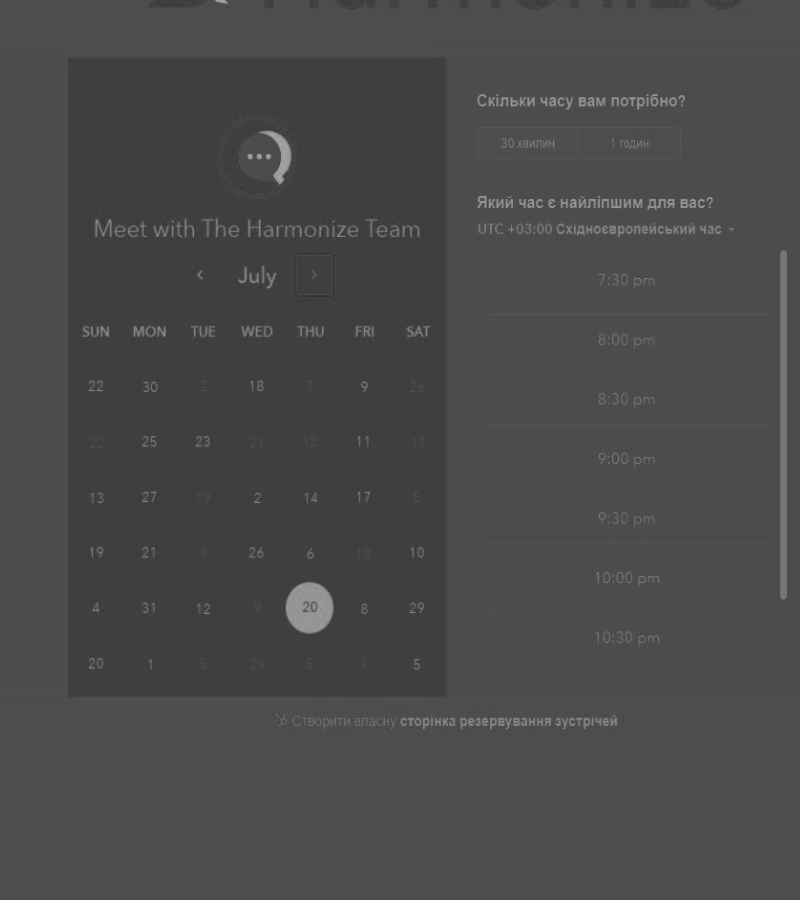 Harmonize
Meet with The Harmonize Team
July
SUN MON TUE WED THU FRI SAT
22 30 2 18 7 9 26
22 25 23 21 12 11 17
13 27 19 2 14 17 5
19 21 1 26 6 18 10
4 31 12 9 20 8 29
20 1 5 29 5 1 5
Скільки часу вам потрібно?
30 хвилин 1 годин
Який час є найліпшим для вас?
UTC +03:00 Східноєвропейський час
7:30 pm
8:00 pm
8:30 pm
9:00 pm
9:30 pm
10:00 pm
10:30 pm
Створити власну сторінка резервування зустрічей